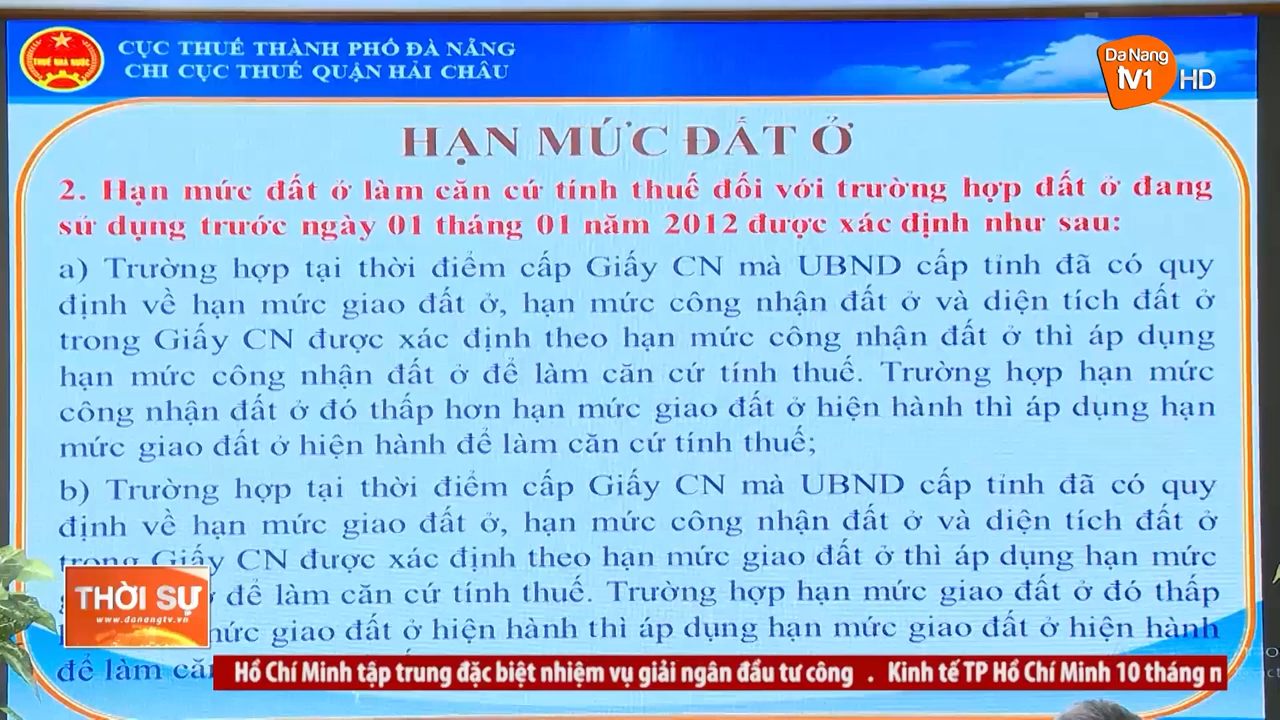 CỤC THUẾ THÀNH PHỐ ĐÀ NẴNG
CHI CỤC THUẾ QUẬN HẢI CHÂU
THUẾ NHÀ NƯỚC
DaNang
TV1 HD
HẠN MỨC ĐẤT Ở
2. Hạn mức đất ở làm căn cứ tính thuế đối với trường hợp đất ở đang
sử dụng trước ngày 01 tháng 01 năm 2012 được xác định như sau:
a) Trường hợp tại thời điểm cấp Giấy CN mà UBND cấp tỉnh đã có quy
định về hạn mức giao đất ở, hạn mức công nhận đất ở và diện tích đất ở
trong Giấy CN được xác định theo hạn mức công nhận đất ở thì áp dụng
hạn mức công nhận đất ở để làm căn cứ tính thuế. Trường hợp hạn mức
công nhận đất ở đó thấp hơn hạn mức giao đất ở hiện hành thì áp dụng hạn
mức giao đất ở hiện hành để làm căn cứ tính thuế;
b) Trường hợp tại thời điểm cấp Giấy CN mà UBND cấp tỉnh đã có quy
định về hạn mức giao đất ở, hạn mức công nhận đất ở và diện tích đất ở
trong Giấy CN được xác định theo hạn mức giao đất ở thì áp dụng hạn mức
để làm căn cứ tính thuế. Trường hợp hạn mức giao đất ở đó thấp
mức giao đất ở hiện hành thì áp dụng hạn mức giao đất ở hiện hành
để làm
THỜI SỰ
www.danangtv.vn
Hồ Chí Minh tập trung đặc biệt nhiệm vụ giải ngân đầu tư công . Kinh tế TP Hồ Chí Minh 10 tháng